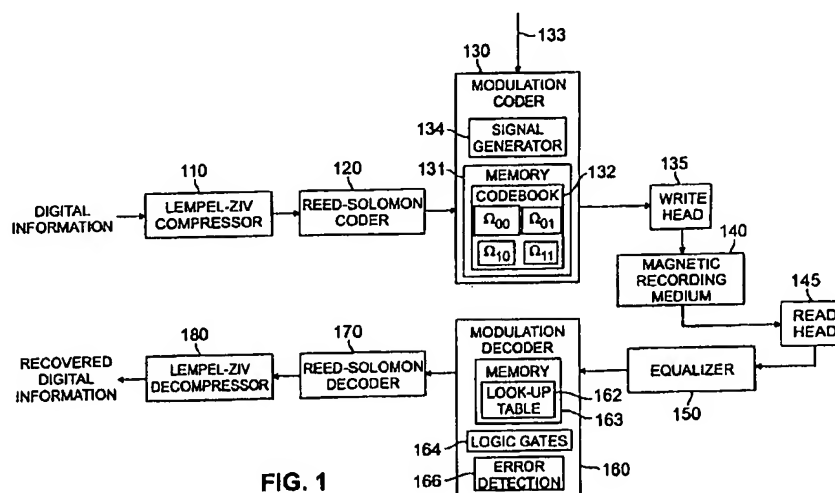 133
130
MODULATION
CODER
134
SIGNAL
GENERATOR
131
MEMORY
132
CODEBOOK
Ω00
Ω01
Ω10
Ω11
110
120
135
DIGITAL
INFORMATION
LEMPEL-ZIV
COMPRESSOR
REED-SOLOMON
CODER
WRITE
HEAD
140
MAGNETIC
RECORDING
MEDIUM
145
READ
HEAD
180
170
MODULATION
DECODER
RECOVERED
DIGITAL
INFORMATION
LEMPEL-ZIV
DECOMPRESSOR
REED-SOLOMON
DECODER
MEMORY
LOOK-UP
TABLE
162
163
EQUALIZER
150
164
LOGIC GATES
166
ERROR
DETECTION
160
FIG. 1